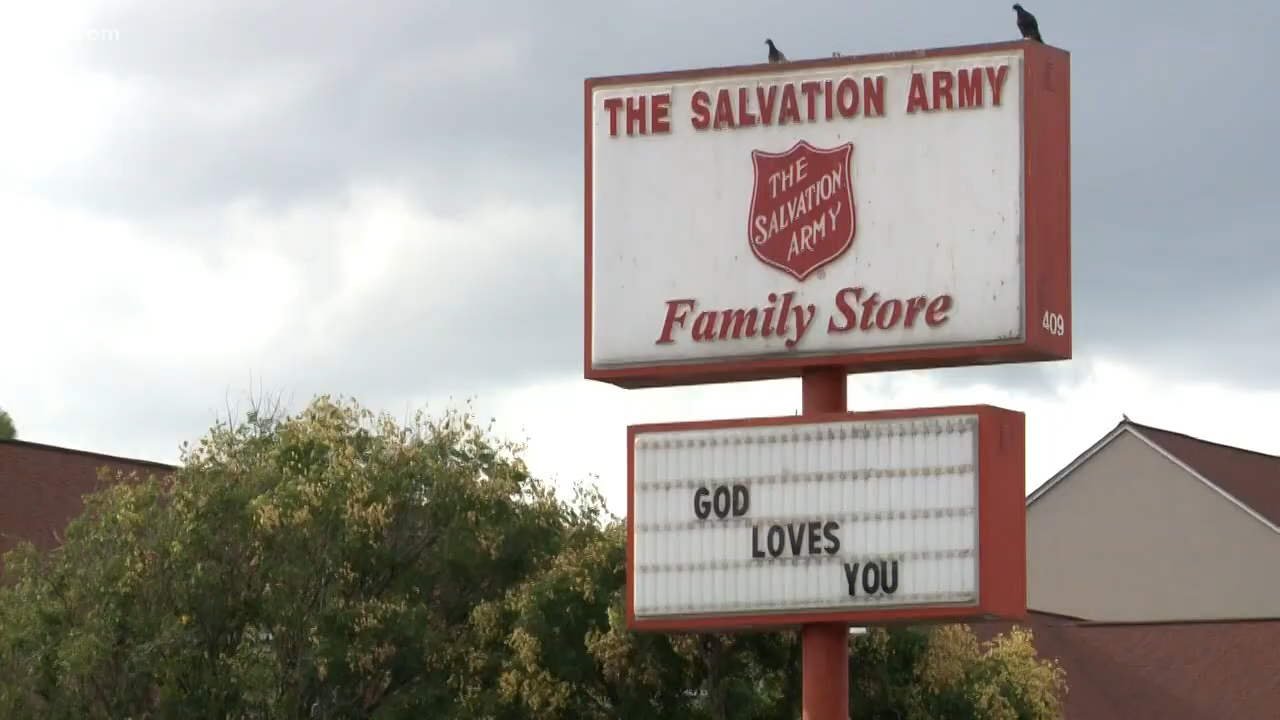 THE SALVATION ARMY
THE
SALVATION
ARMY
®
Family Store
409
GOD
LOVES
YOU